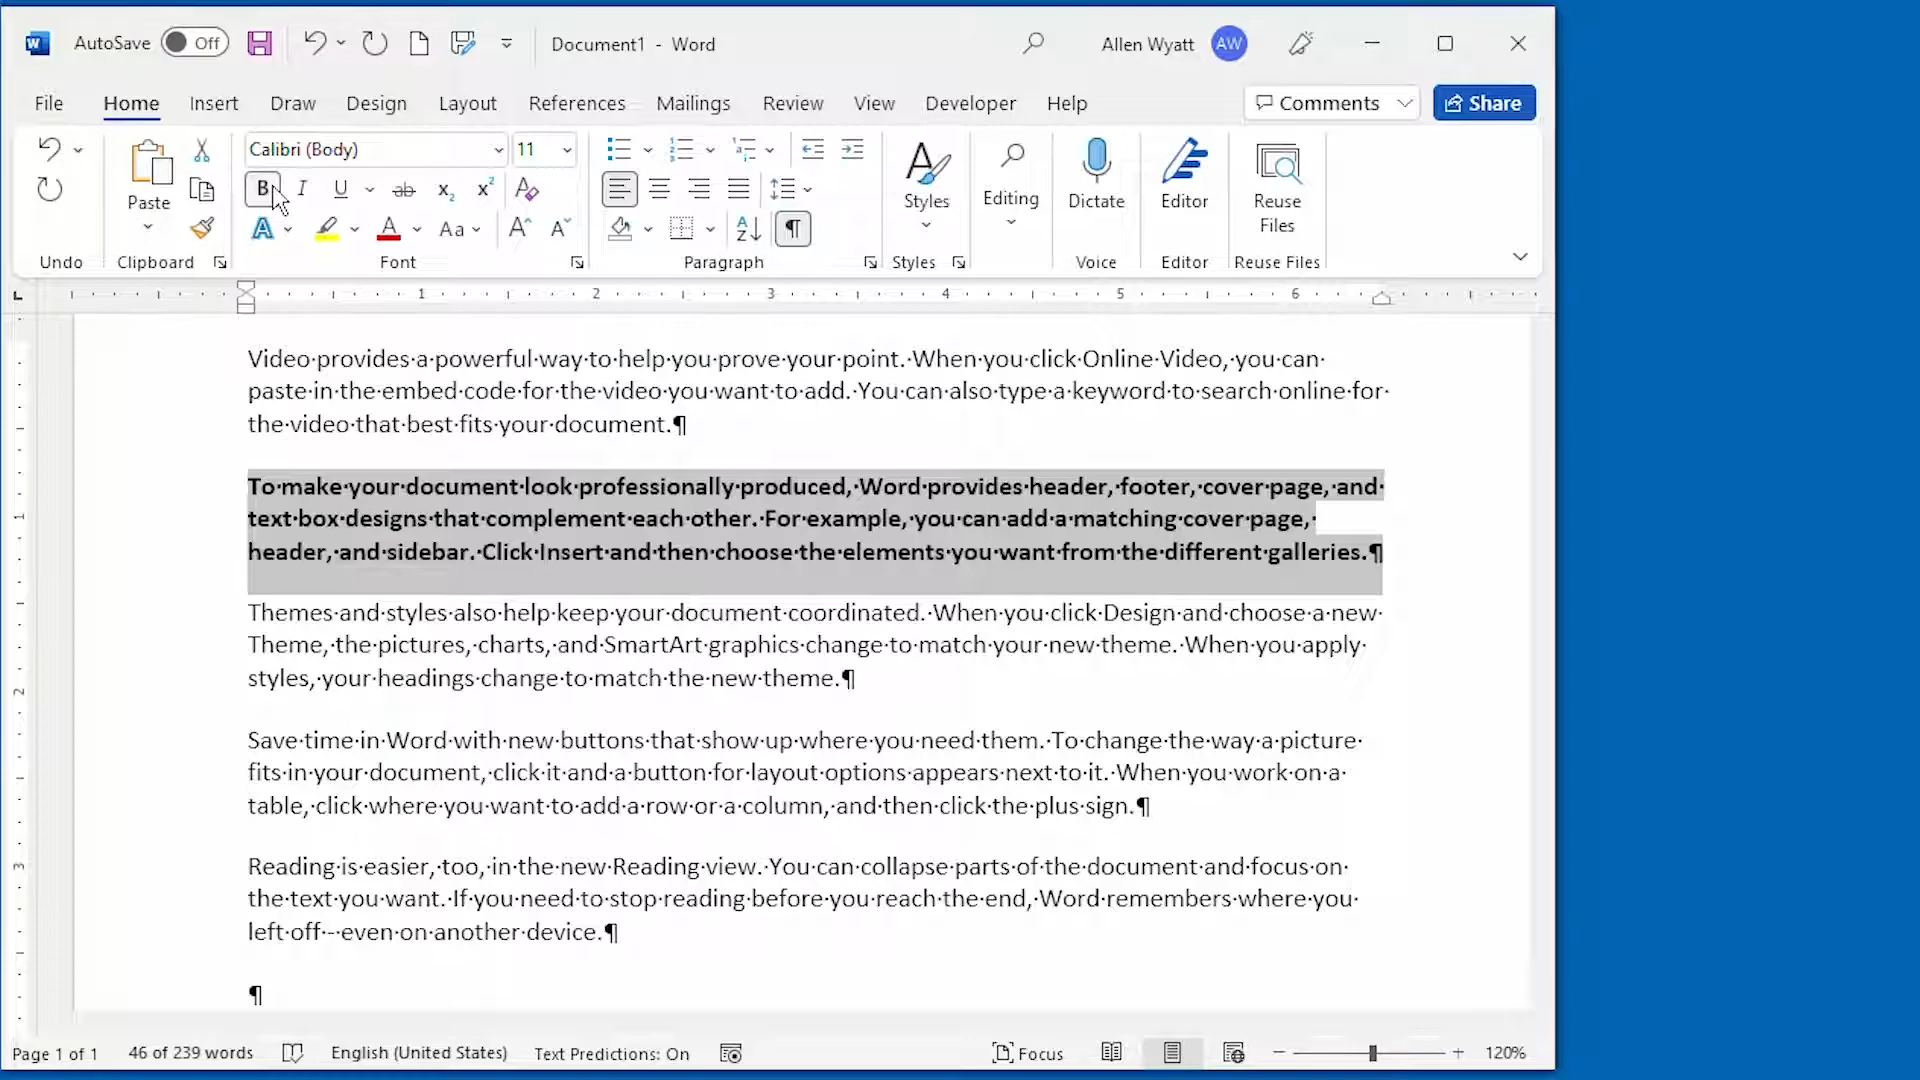 AutoSave Off Document1 - Word Allen Wyatt AW
File Home Insert Draw Design Layout References Mailings Review View Developer Help Comments Share
Calibri (Body) 11
Paste
B I U ab x₂ x² A
A A Aa A A A Z ¶
Styles Editing Dictate Editor Reuse Files
Undo Clipboard Font Paragraph Styles Voice Editor Reuse Files
1 2 3 4 5 6
Video·provides·a·powerful·way·to·help·you·prove·your·point.·When·you·click·Online·Video,·you·can·
paste·in·the·embed·code·for·the·video·you·want·to·add.·You·can·also·type·a·keyword·to·search·online·for·
the·video·that·best·fits·your·document.¶
To·make·your·document·look·professionally·produced,·Word·provides·header,·footer,·cover·page,·and·
text·box·designs·that·complement·each·other.·For·example,·you·can·add·a·matching·cover·page,·
header,·and·sidebar.·Click·Insert·and·then·choose·the·elements·you·want·from·the·different·galleries.¶
Themes·and·styles·also·help·keep·your·document·coordinated.·When·you·click·Design·and·choose·a·new·
Theme,·the·pictures,·charts,·and·SmartArt·graphics·change·to·match·your·new·theme.·When·you·apply·
styles,·your·headings·change·to·match·the·new·theme.¶
Save·time·in·Word·with·new·buttons·that·show·up·where·you·need·them.·To·change·the·way·a·picture·
fits·in·your·document,·click·it·and·a·button·for·layout·options·appears·next·to·it.·When·you·work·on·a·
table,·click·where·you·want·to·add·a·row·or·a·column,·and·then·click·the·plus·sign.¶
Reading·is·easier,·too,·in·the·new·Reading·view.·You·can·collapse·parts·of·the·document·and·focus·on·
the·text·you·want.·If·you·need·to·stop·reading·before·you·reach·the·end,·Word·remembers·where·you·
left·off·-·even·on·another·device.¶
¶
1
2
3
Page 1 of 1 46 of 239 words English (United States) Text Predictions: On Focus 120%